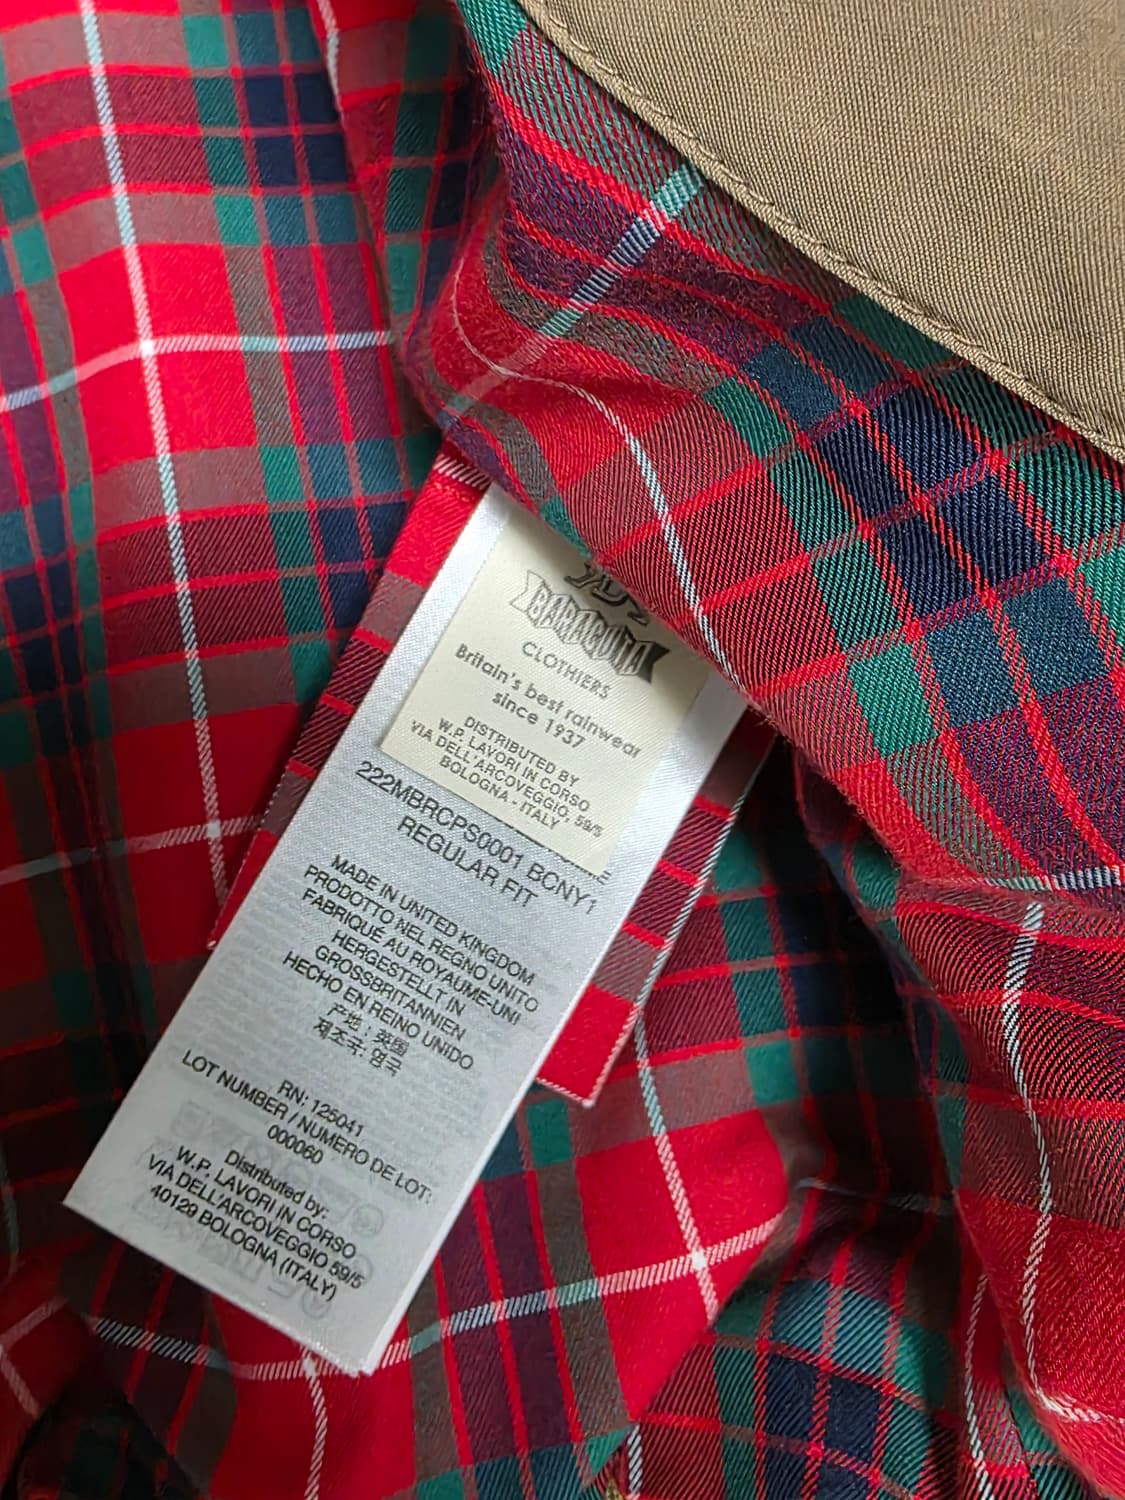 BARACUTA
CLOTHIERS
Britain's best rainwear
since 1937
DISTRIBUTED BY
W.P. LAVORI IN CORSO
VIA DELL'ARCOVEGGIO, 59/5
BOLOGNA - ITALY
222MBRCPS0001 BCNY1
REGULAR FIT
MADE IN UNITED KINGDOM
PRODOTTO NEL REGNO UNITO
FABRIQUÉ AU ROYAUME-UNI
HERGESTELLT IN
GROSSBRITANNIEN
HECHO EN REINO UNIDO
产地 : 英国
제조국: 영국
RN: 125041
LOT NUMBER / NUMERO DE LOT:
000060
Distributed by:
W.P. LAVORI IN CORSO
VIA DELL'ARCOVEGGIO 59/5
40129 BOLOGNA (ITALY)